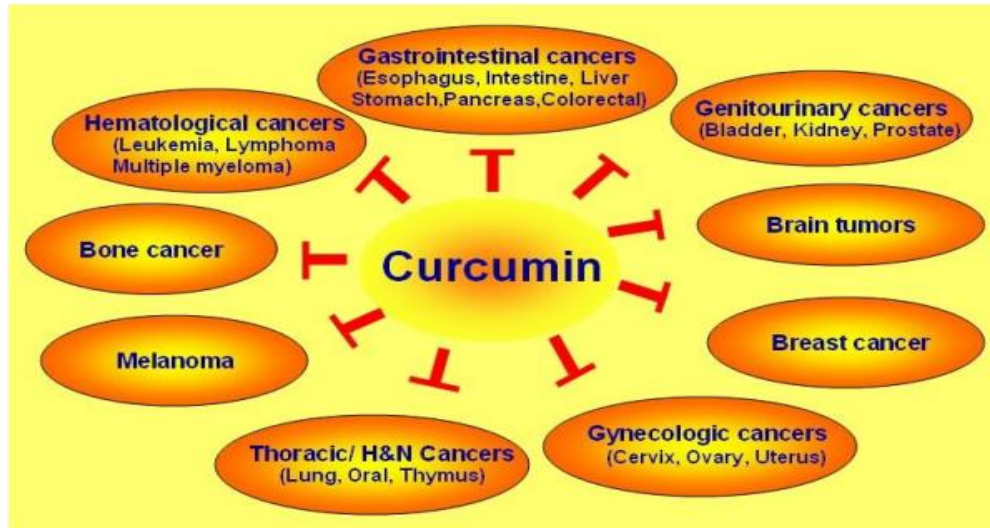 Gastrointestinal cancers
(Esophagus, Intestine, Liver
Stomach,Pancreas,Colorectal)
Genitourinary cancers
(Bladder, Kidney, Prostate)
Hematological cancers
(Leukemia, Lymphoma
Multiple myeloma)
Brain tumors
Bone cancer
Curcumin
Breast cancer
Melanoma
Gynecologic cancers
(Cervix, Ovary, Uterus)
Thoracic/ H&N Cancers
(Lung, Oral, Thymus)